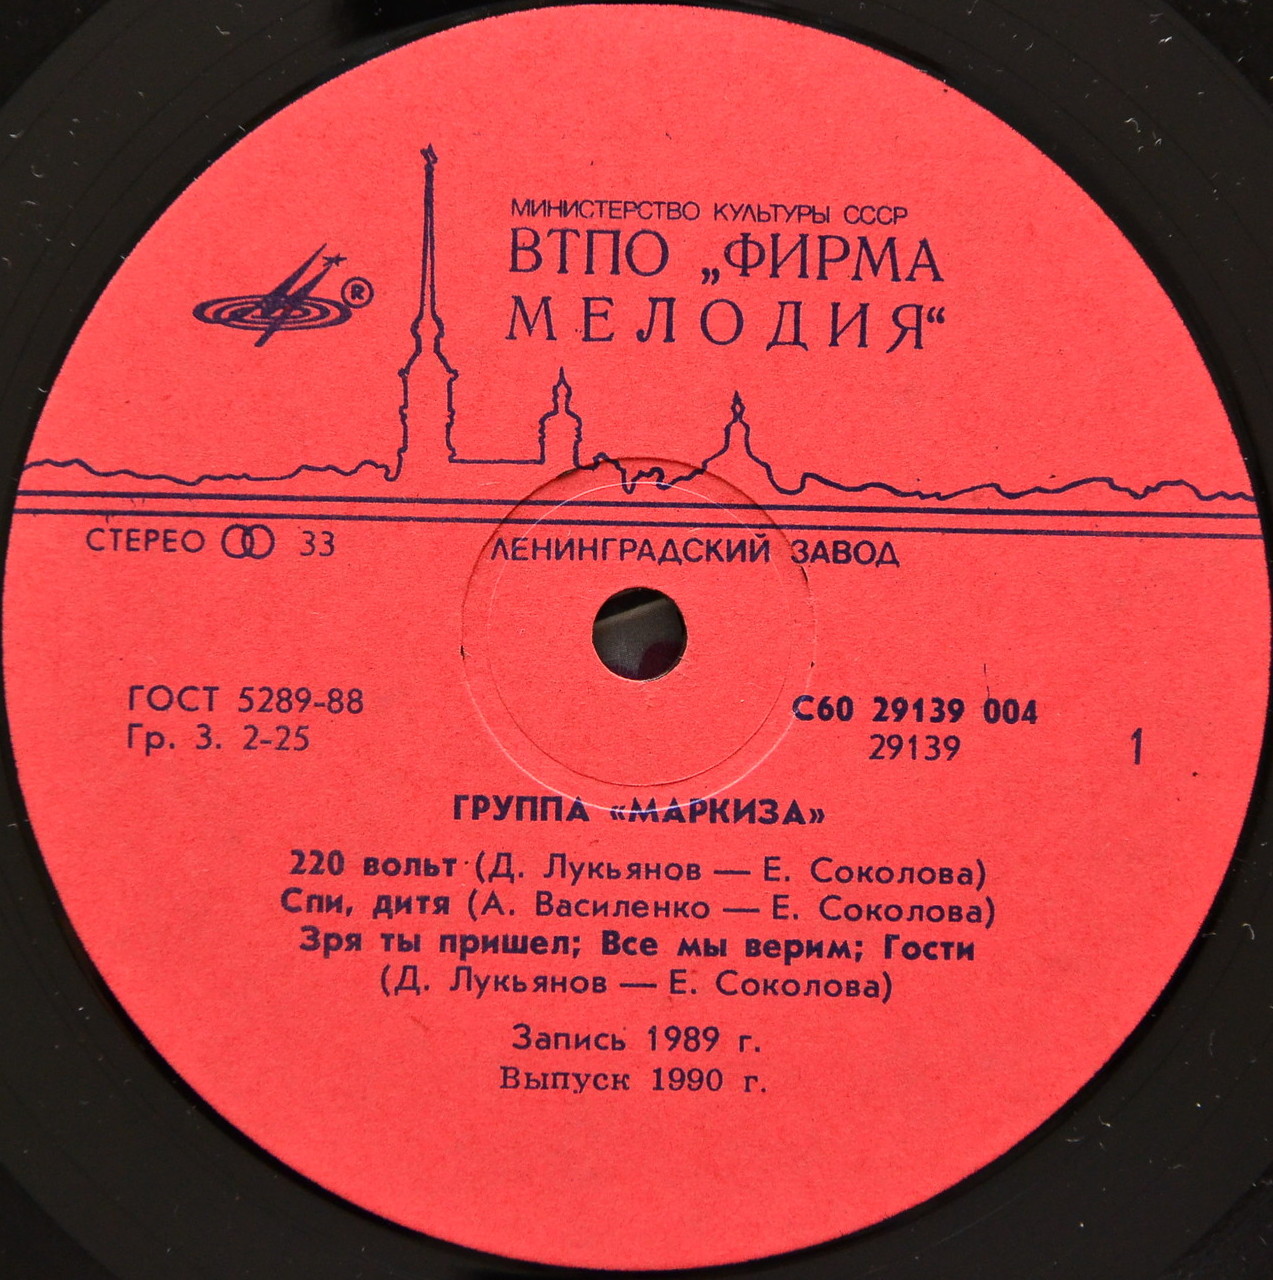 МИНИСТЕРСТВО КУЛЬТУРЫ СССР
ВТПО „ФИРМА
МЕЛОДИЯ“
®
СТЕРЕО 33
ЛЕНИНГРАДСКИЙ ЗАВОД
ГОСТ 5289-88
Гр. 3. 2-25
С60 29139 004
29139
1
ГРУППА «МАРКИЗА»
220 вольт (Д. Лукьянов — Е. Соколова)
Спи, дитя (А. Василенко — Е. Соколова)
Зря ты пришел; Все мы верим; Гости
(Д. Лукьянов — Е. Соколова)
Запись 1989 г.
Выпуск 1990 г.